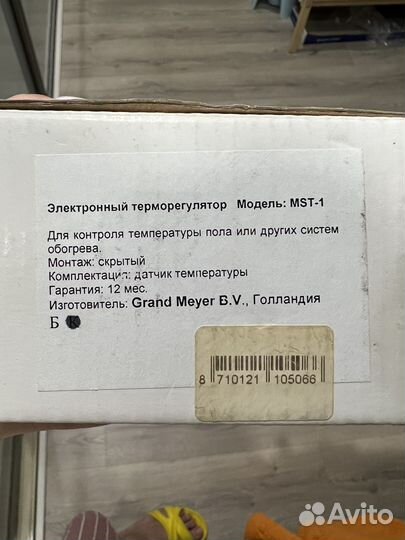 Электронный терморегулятор Модель: MST-1
Для контроля температуры пола или других систем
обогрева.
Монтаж: скрытый
Комплектация: датчик температуры
Гарантия: 12 мес.
Изготовитель: Grand Meyer B.V., Голландия
Б
8 710121 105066
Avito